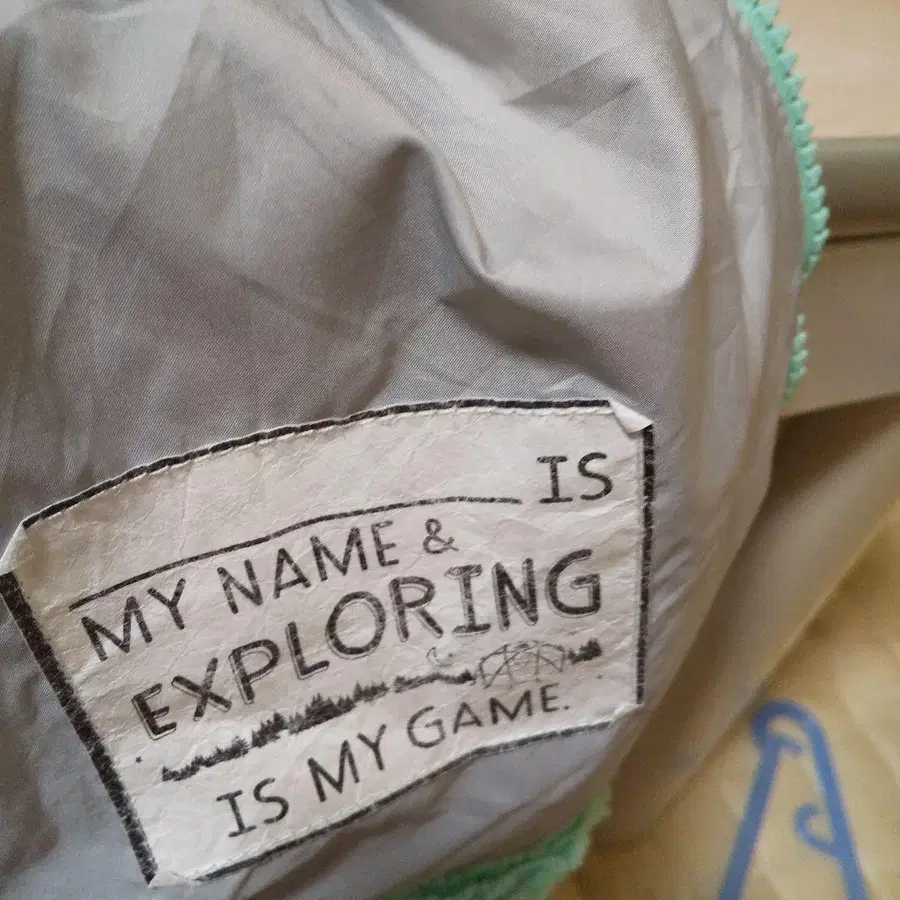 IS
MY NAME &
EXPLORING
IS MY GAME.